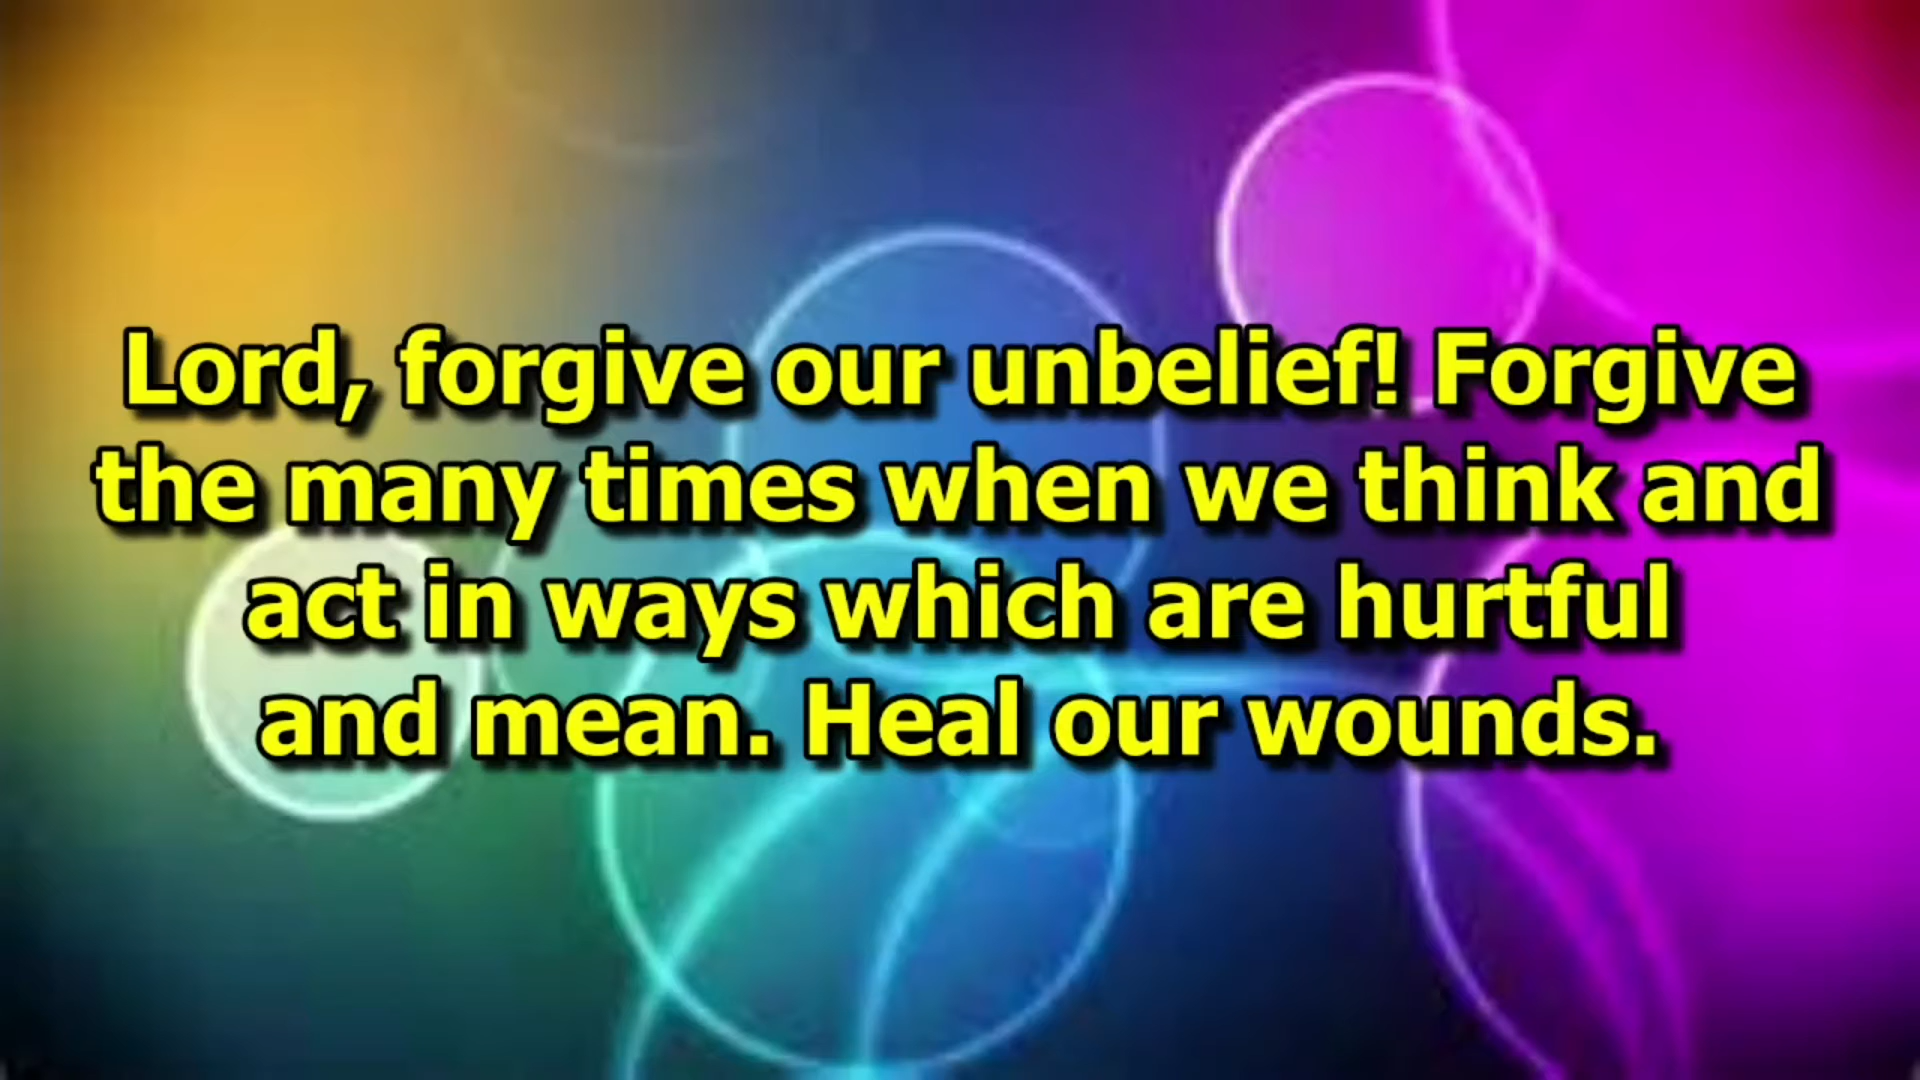 Lord, forgive our unbelief! Forgive
the many times when we think and
act in ways which are hurtful
and mean. Heal our wounds.